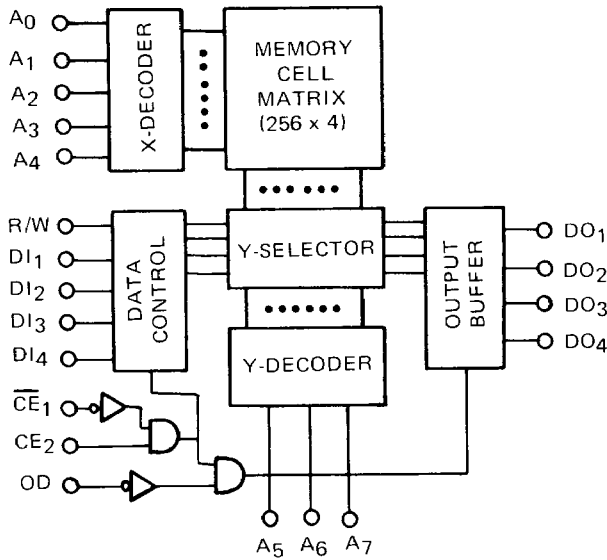 A0
A1
A2
A3
A4
X-DECODER
MEMORY
CELL
MATRIX
(256 x 4)
R/W
DI1
DI2
DI3
DI4
DATA
CONTROL
Y-SELECTOR
OUTPUT
BUFFER
DO1
DO2
DO3
DO4
Y-DECODER
C̅E̅1
CE2
OD
A5
A6
A7